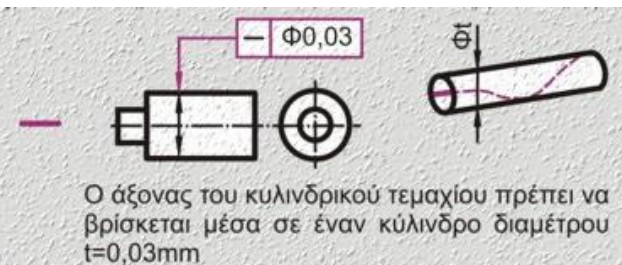 — Φ0,03
Φt
Ο άξονας του κυλινδρικού τεμαχίου πρέπει να
βρίσκεται μέσα σε έναν κύλινδρο διαμέτρου
t=0,03mm